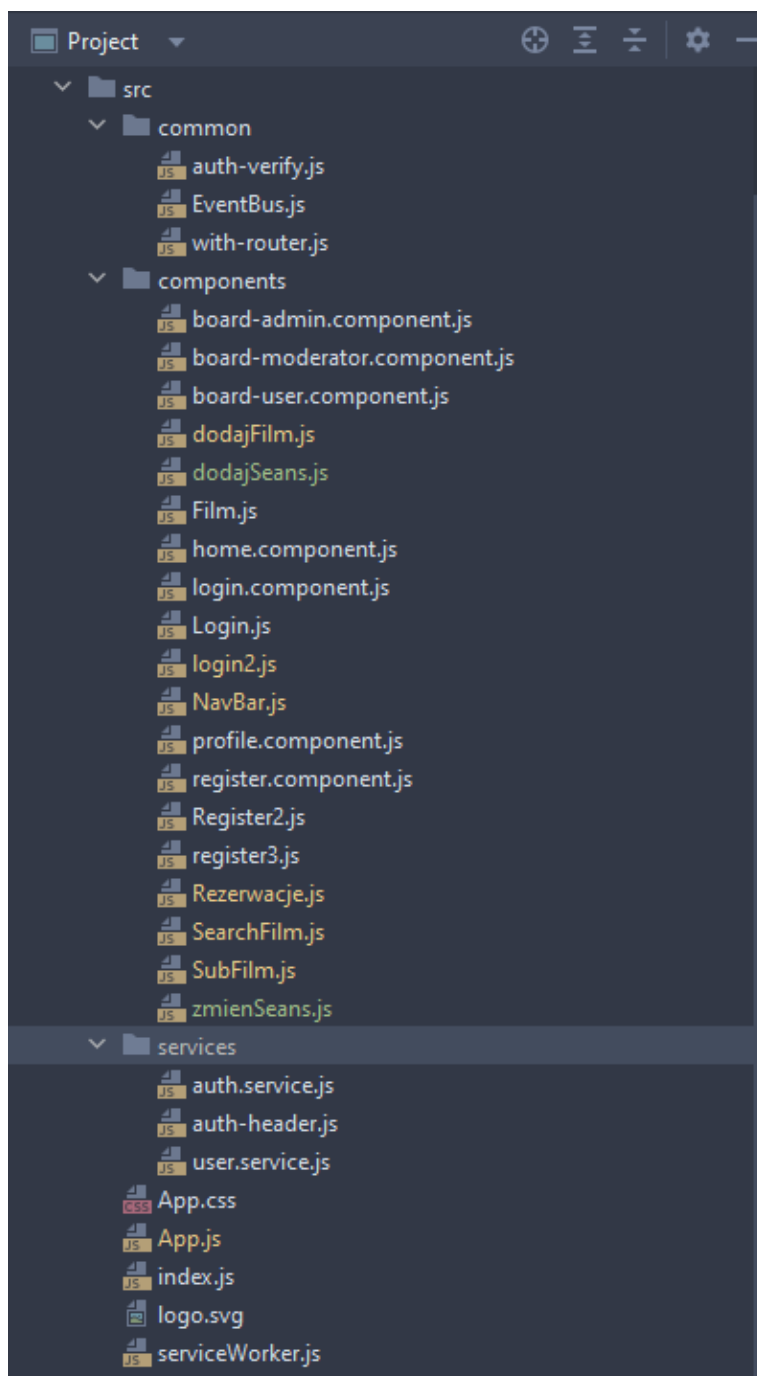 Project
src
common
auth-verify.js
EventBus.js
with-router.js
components
board-admin.component.js
board-moderator.component.js
board-user.component.js
dodajFilm.js
dodajSeans.js
Film.js
home.component.js
login.component.js
Login.js
login2.js
NavBar.js
profile.component.js
register.component.js
Register2.js
register3.js
Rezerwacje.js
SearchFilm.js
SubFilm.js
zmienSeans.js
services
auth.service.js
auth-header.js
user.service.js
App.css
App.js
index.js
logo.svg
serviceWorker.js